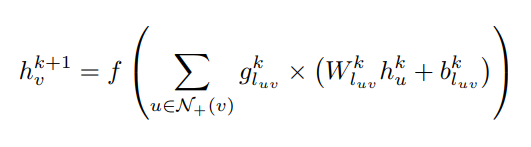 h_v^{k+1} = f \left( \sum_{u \in \mathcal{N}_+(v)} g_{l_{uv}}^k \times \left( W_{l_{uv}}^k h_u^k + b_{l_{uv}}^k \right) \right)